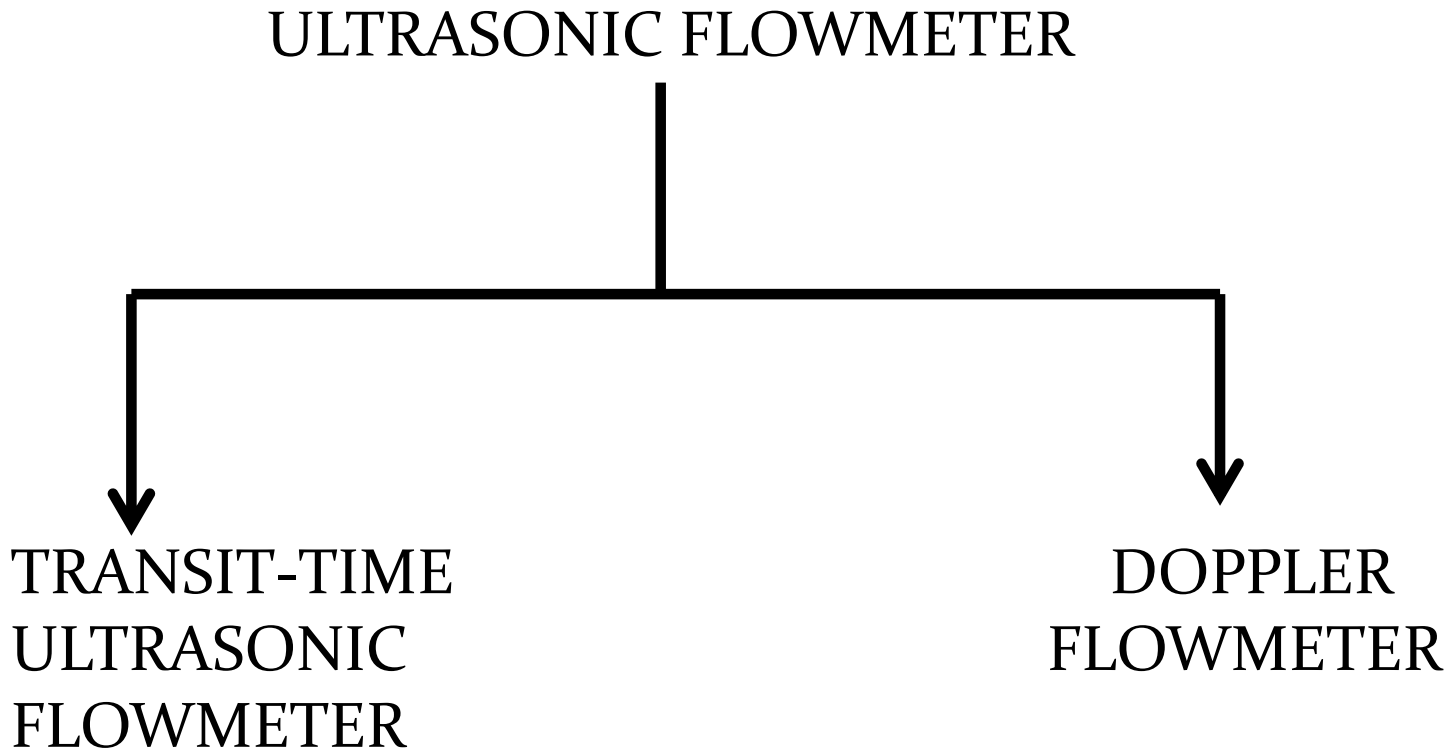 ULTRASONIC FLOWMETER
TRANSIT-TIME
ULTRASONIC
FLOWMETER
DOPPLER
FLOWMETER